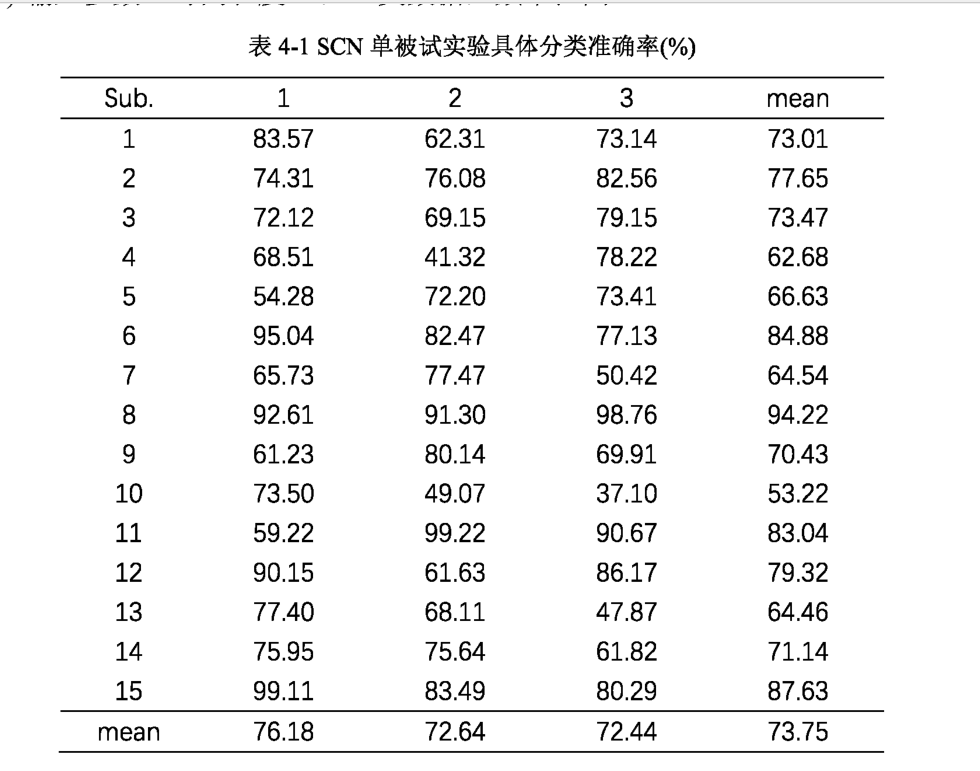 表 4-1 SCN 单被试实验具体分类准确率(%)
Sub. 1 2 3 mean
1 83.57 62.31 73.14 73.01
2 74.31 76.08 82.56 77.65
3 72.12 69.15 79.15 73.47
4 68.51 41.32 78.22 62.68
5 54.28 72.20 73.41 66.63
6 95.04 82.47 77.13 84.88
7 65.73 77.47 50.42 64.54
8 92.61 91.30 98.76 94.22
9 61.23 80.14 69.91 70.43
10 73.50 49.07 37.10 53.22
11 59.22 99.22 90.67 83.04
12 90.15 61.63 86.17 79.32
13 77.40 68.11 47.87 64.46
14 75.95 75.64 61.82 71.14
15 99.11 83.49 80.29 87.63
mean 76.18 72.64 72.44 73.75